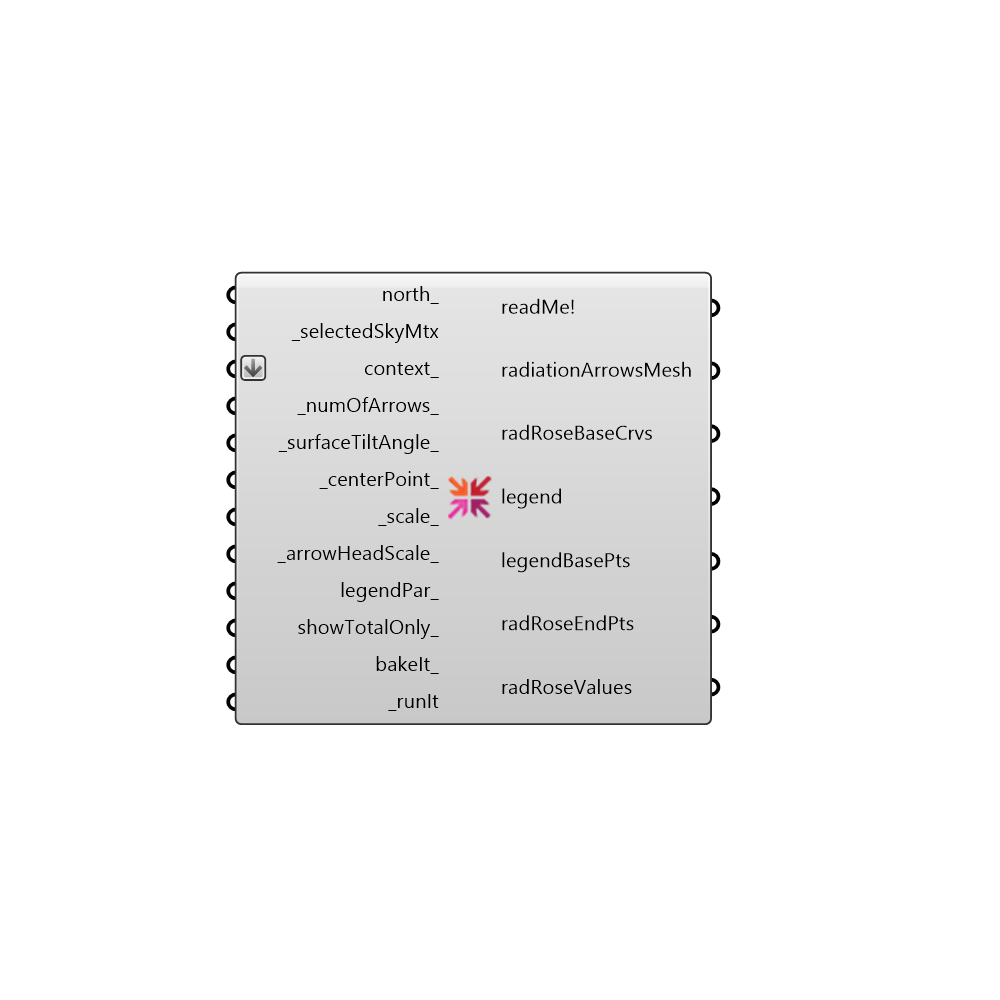 north_
_selectedSkyMtx
context_
_numOfArrows_
_surfaceTiltAngle_
_centerPoint_
_scale_
_arrowHeadScale_
legendPar_
showTotalOnly_
bakeIt_
_runIt
readMe!
radiationArrowsMesh
radRoseBaseCrvs
legend
legendBasePts
radRoseEndPts
radRoseValues